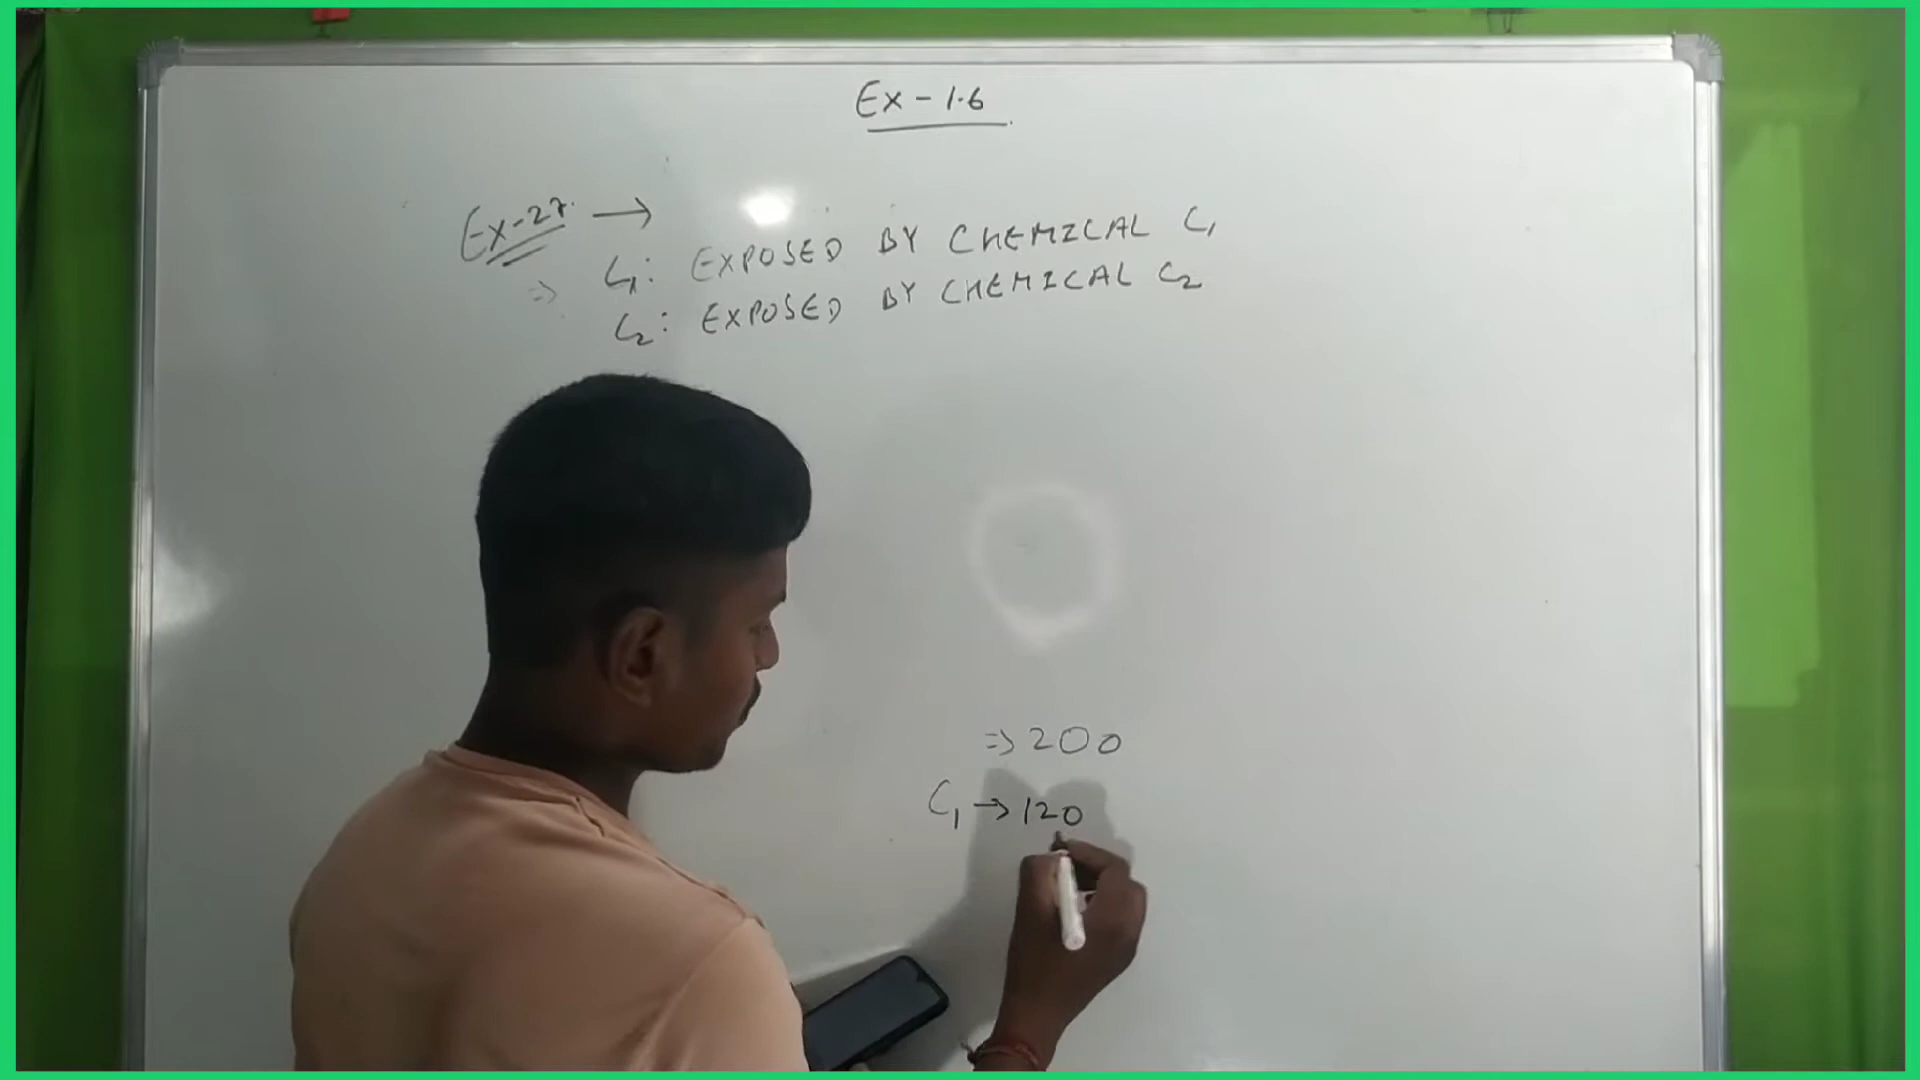 Ex-1.6
Ex-27. →
⇒ C₁: EXPOSED BY CHEMICAL C₁
C₂: EXPOSED BY CHEMICAL C₂
⇒ 200
C₁ → 120